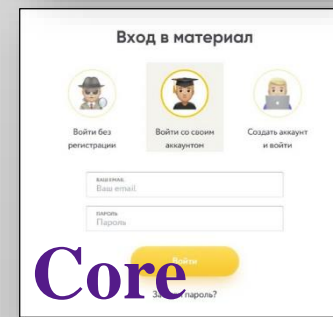 Вход в материал
Войти без регистрации
Войти со своим аккаунтом
Создать аккаунт и войти
ВАШ EMAIL
Ваш email
ПАРОЛЬ
Пароль
Войти
Core
пароль?